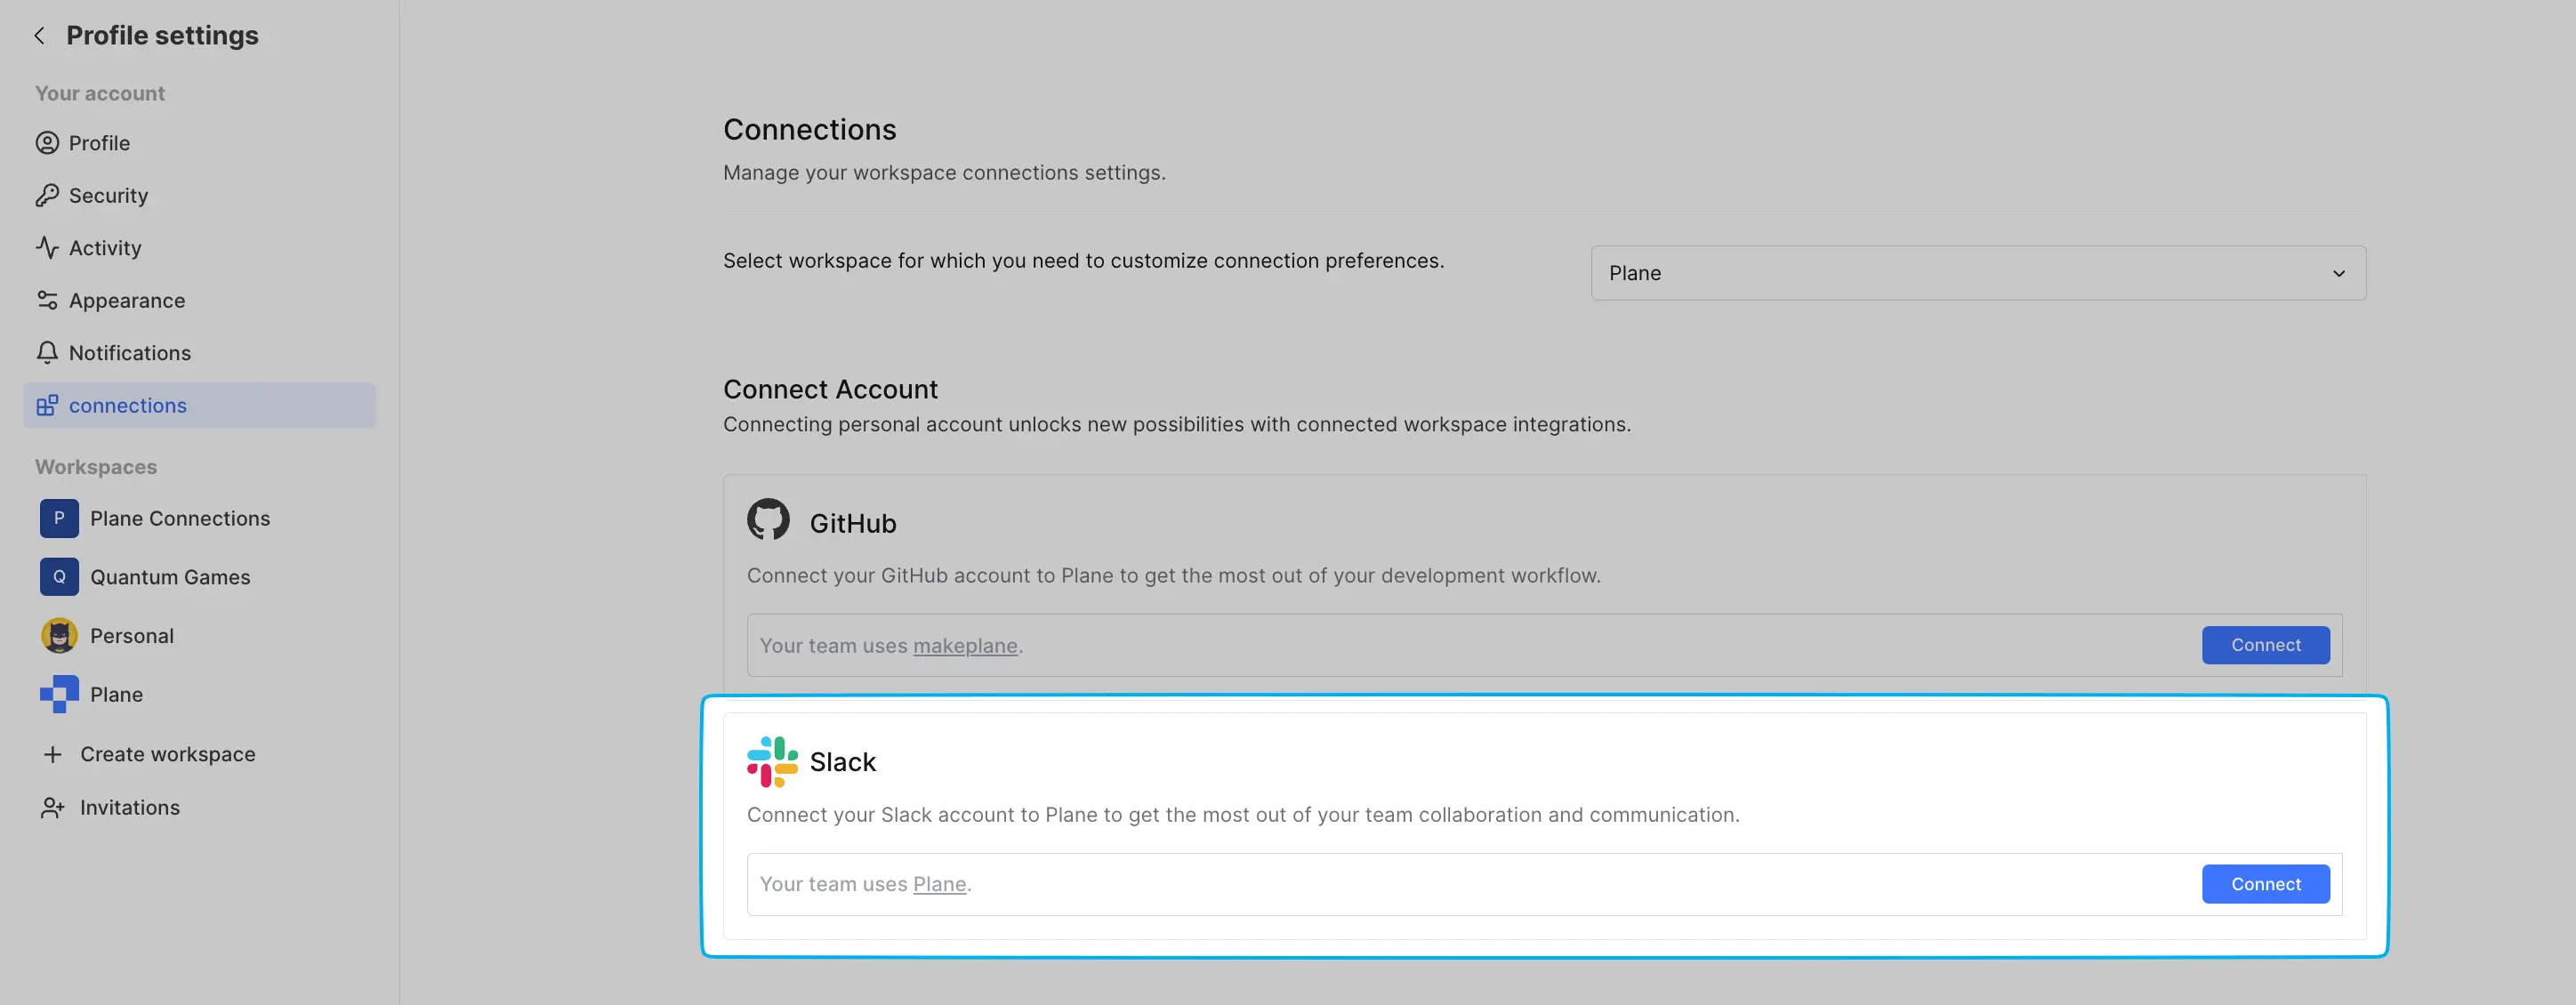 Profile settings
Your account
Profile
Security
Activity
Appearance
Notifications
connections
Workspaces
P Plane Connections
Q Quantum Games
Personal
Plane
Create workspace
Invitations
Connections
Manage your workspace connections settings.
Select workspace for which you need to customize connection preferences.
Plane
Connect Account
Connecting personal account unlocks new possibilities with connected workspace integrations.
GitHub
Connect your GitHub account to Plane to get the most out of your development workflow.
Your team uses makeplane.
Connect
Slack
Connect your Slack account to Plane to get the most out of your team collaboration and communication.
Your team uses Plane.
Connect